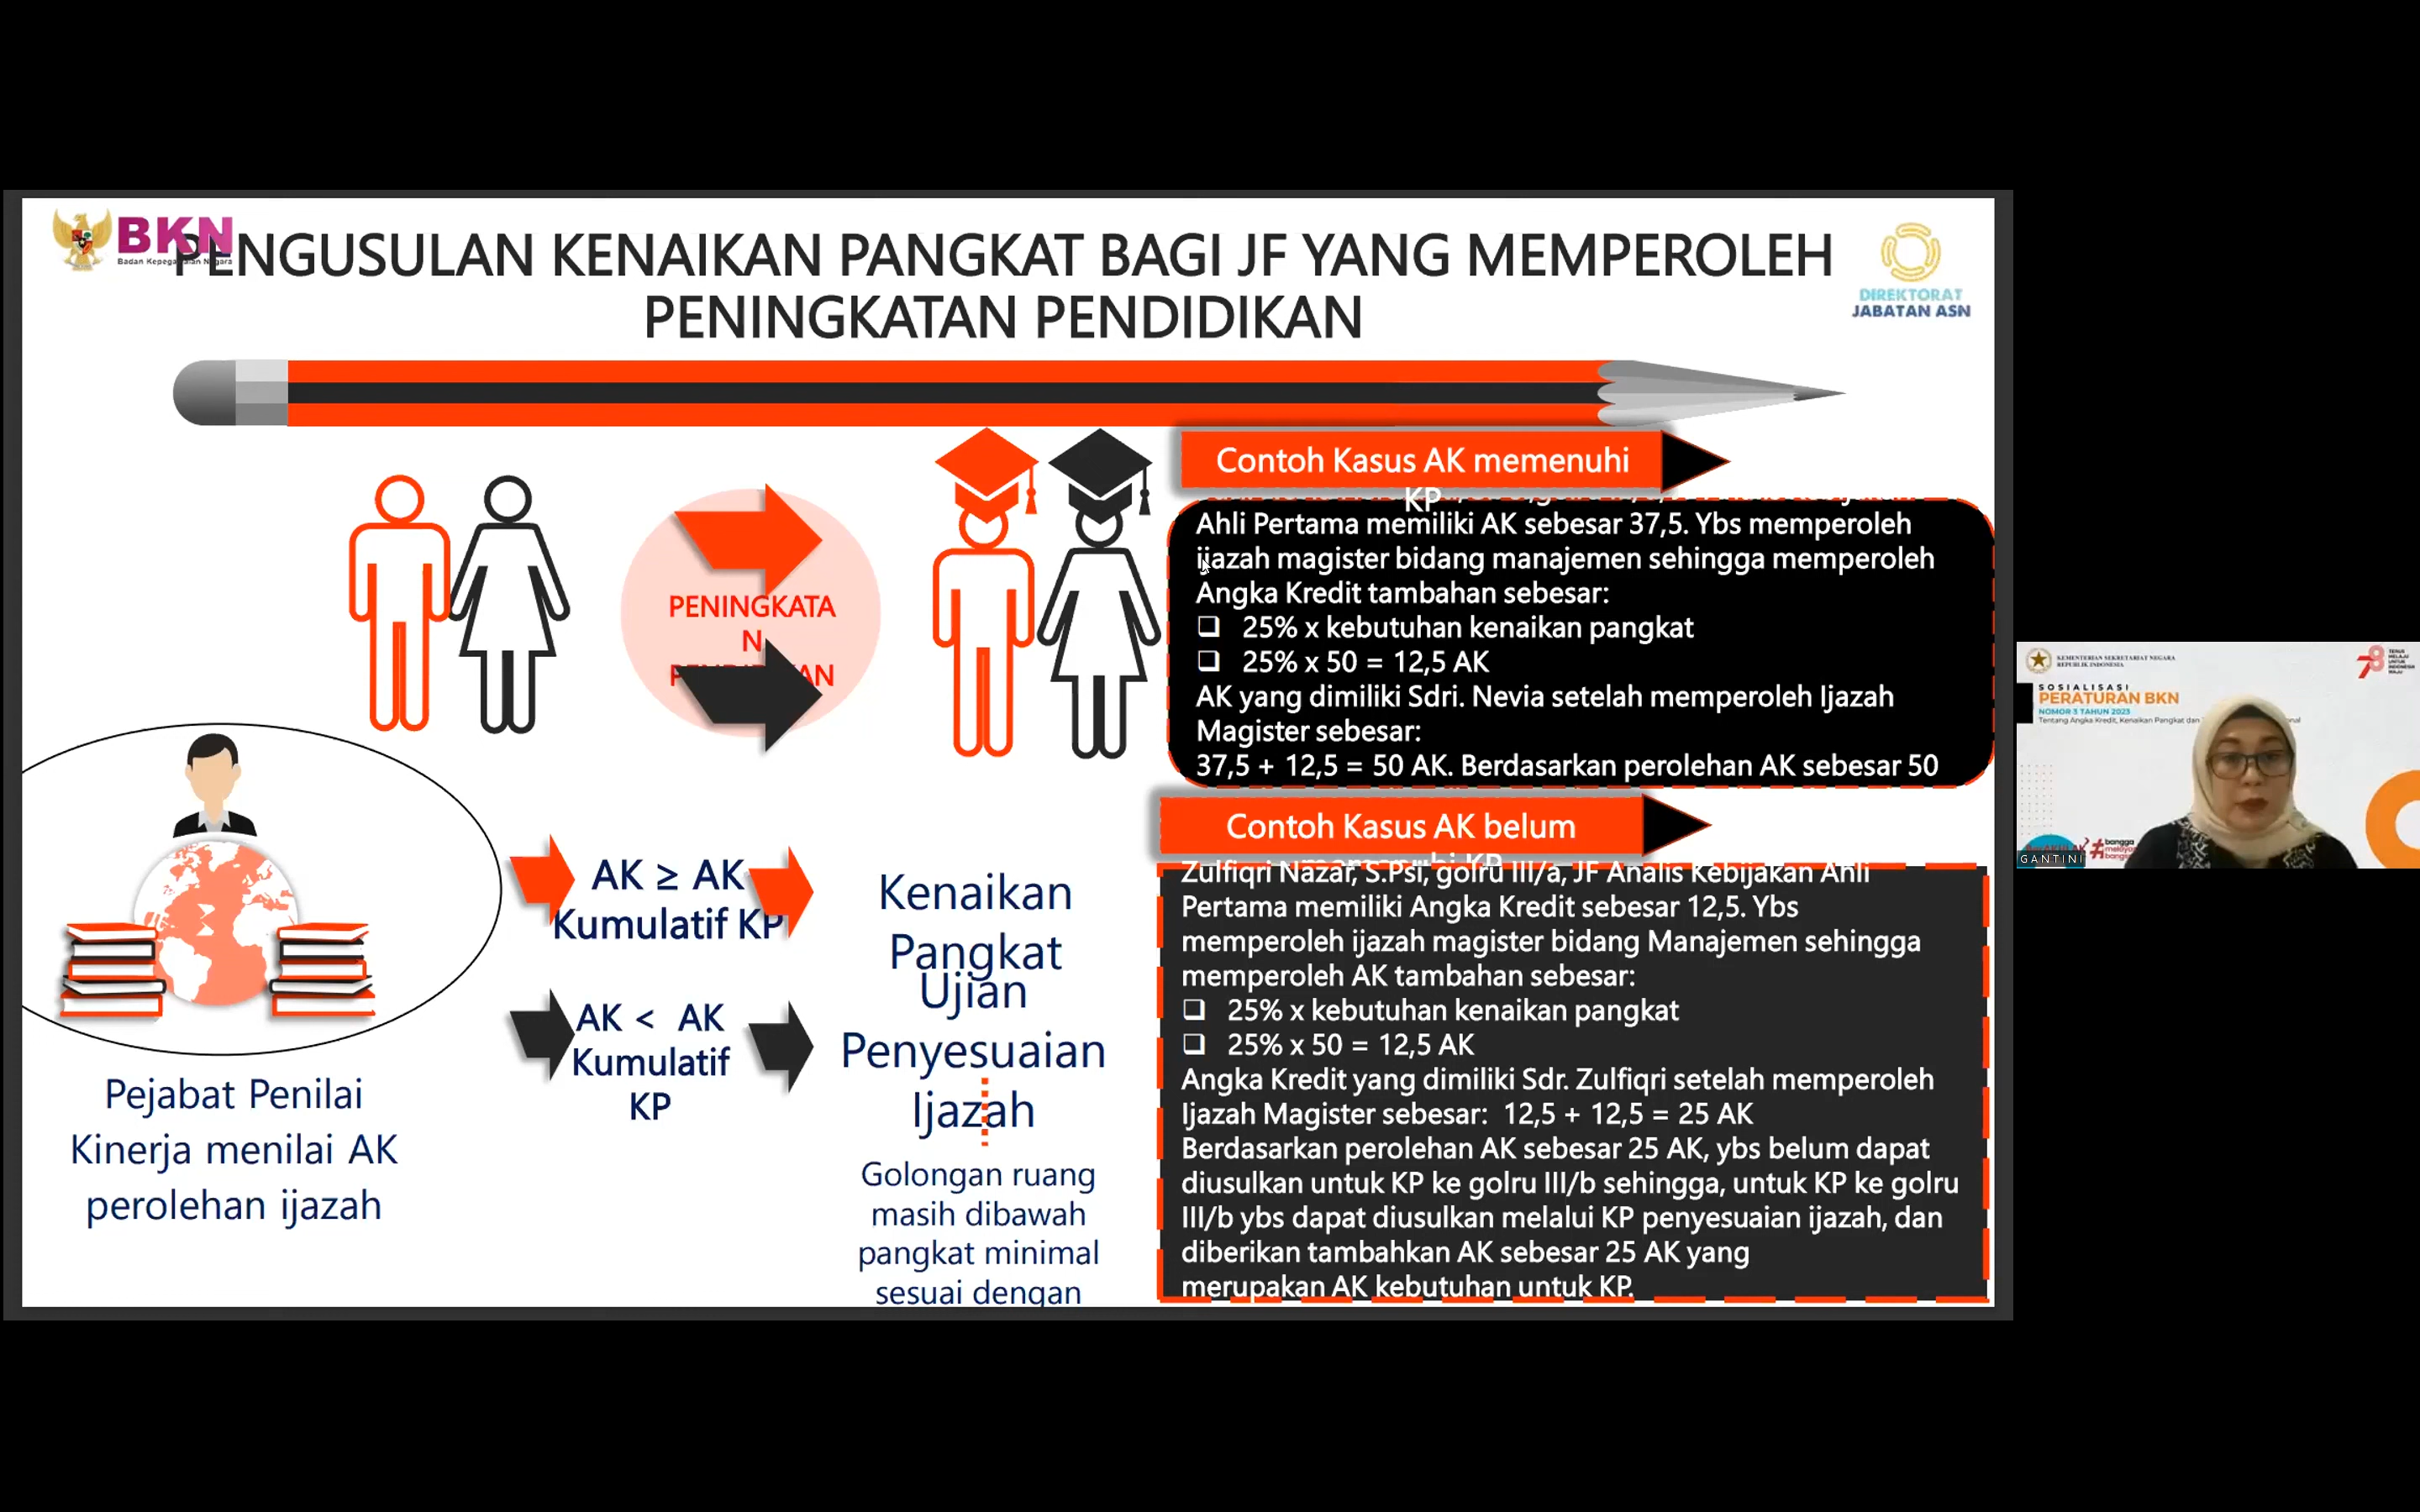 BKN
Badan Kepegawaian Negara
PENGUSULAN KENAIKAN PANGKAT BAGI JF YANG MEMPEROLEH
PENINGKATAN PENDIDIKAN
DIREKTORAT
JABATAN ASN
PENINGKATA
N
Pejabat Penilai
Kinerja menilai AK
perolehan ijazah
AK ≥ AK
Kumulatif KP
AK < AK
Kumulatif
KP
Kenaikan
Pangkat
Ujian
Penyesuaian
Ijazah
Golongan ruang
masih dibawah
pangkat minimal
sesuai dengan
Contoh Kasus AK memenuhi
KP
Ahli Pertama memiliki AK sebesar 37,5. Ybs memperoleh
ijazah magister bidang manajemen sehingga memperoleh
Angka Kredit tambahan sebesar:
❑ 25% x kebutuhan kenaikan pangkat
❑ 25% x 50 = 12,5 AK
AK yang dimiliki Sdri. Nevia setelah memperoleh Ijazah
Magister sebesar:
37,5 + 12,5 = 50 AK. Berdasarkan perolehan AK sebesar 50
Contoh Kasus AK belum
KP
Zulfiqri Nazar, S.Psi, golru III/a, JF Analis Kebijakan Ahli
Pertama memiliki Angka Kredit sebesar 12,5. Ybs
memperoleh ijazah magister bidang Manajemen sehingga
memperoleh AK tambahan sebesar:
❑ 25% x kebutuhan kenaikan pangkat
❑ 25% x 50 = 12,5 AK
Angka Kredit yang dimiliki Sdr. Zulfiqri setelah memperoleh
Ijazah Magister sebesar: 12,5 + 12,5 = 25 AK
Berdasarkan perolehan AK sebesar 25 AK, ybs belum dapat
diusulkan untuk KP ke golru III/b sehingga, untuk KP ke golru
III/b ybs dapat diusulkan melalui KP penyesuaian ijazah, dan
diberikan tambahkan AK sebesar 25 AK yang
merupakan AK kebutuhan untuk KP.
KEMENTERIAN SEKRETARIAT NEGARA
REPUBLIK INDONESIA
78
SOSIALISASI
PERATURAN BKN
NOMOR 3 TAHUN 2023
Tentang Angka Kredit, Kenaikan Pangkat dan
GANTINI
#bangga